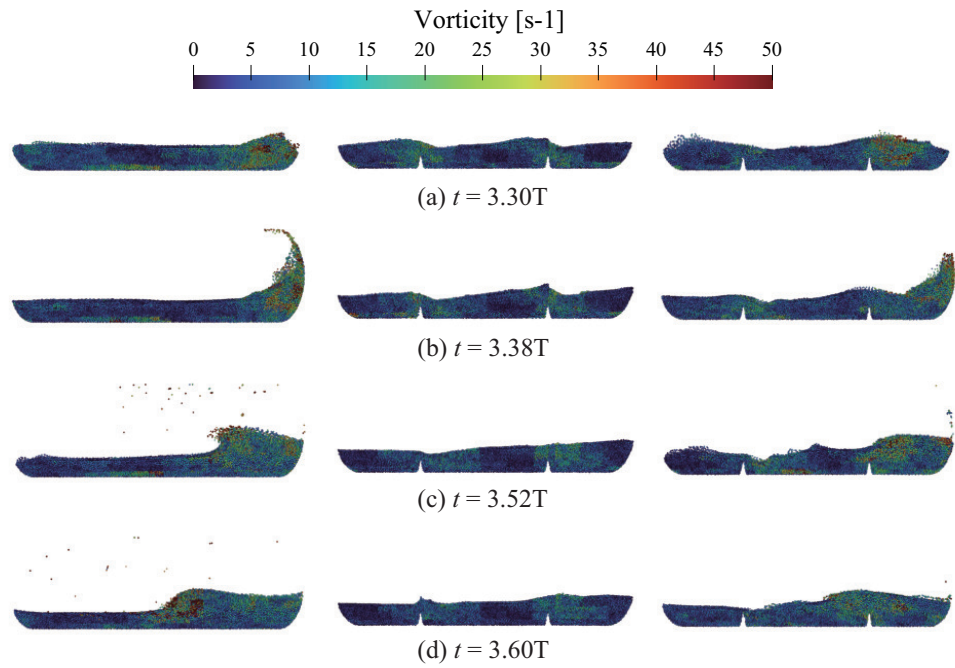 Vorticity [s-1]
0 5 10 15 20 25 30 35 40 45 50
(a) t = 3.30T
(b) t = 3.38T
(c) t = 3.52T
(d) t = 3.60T